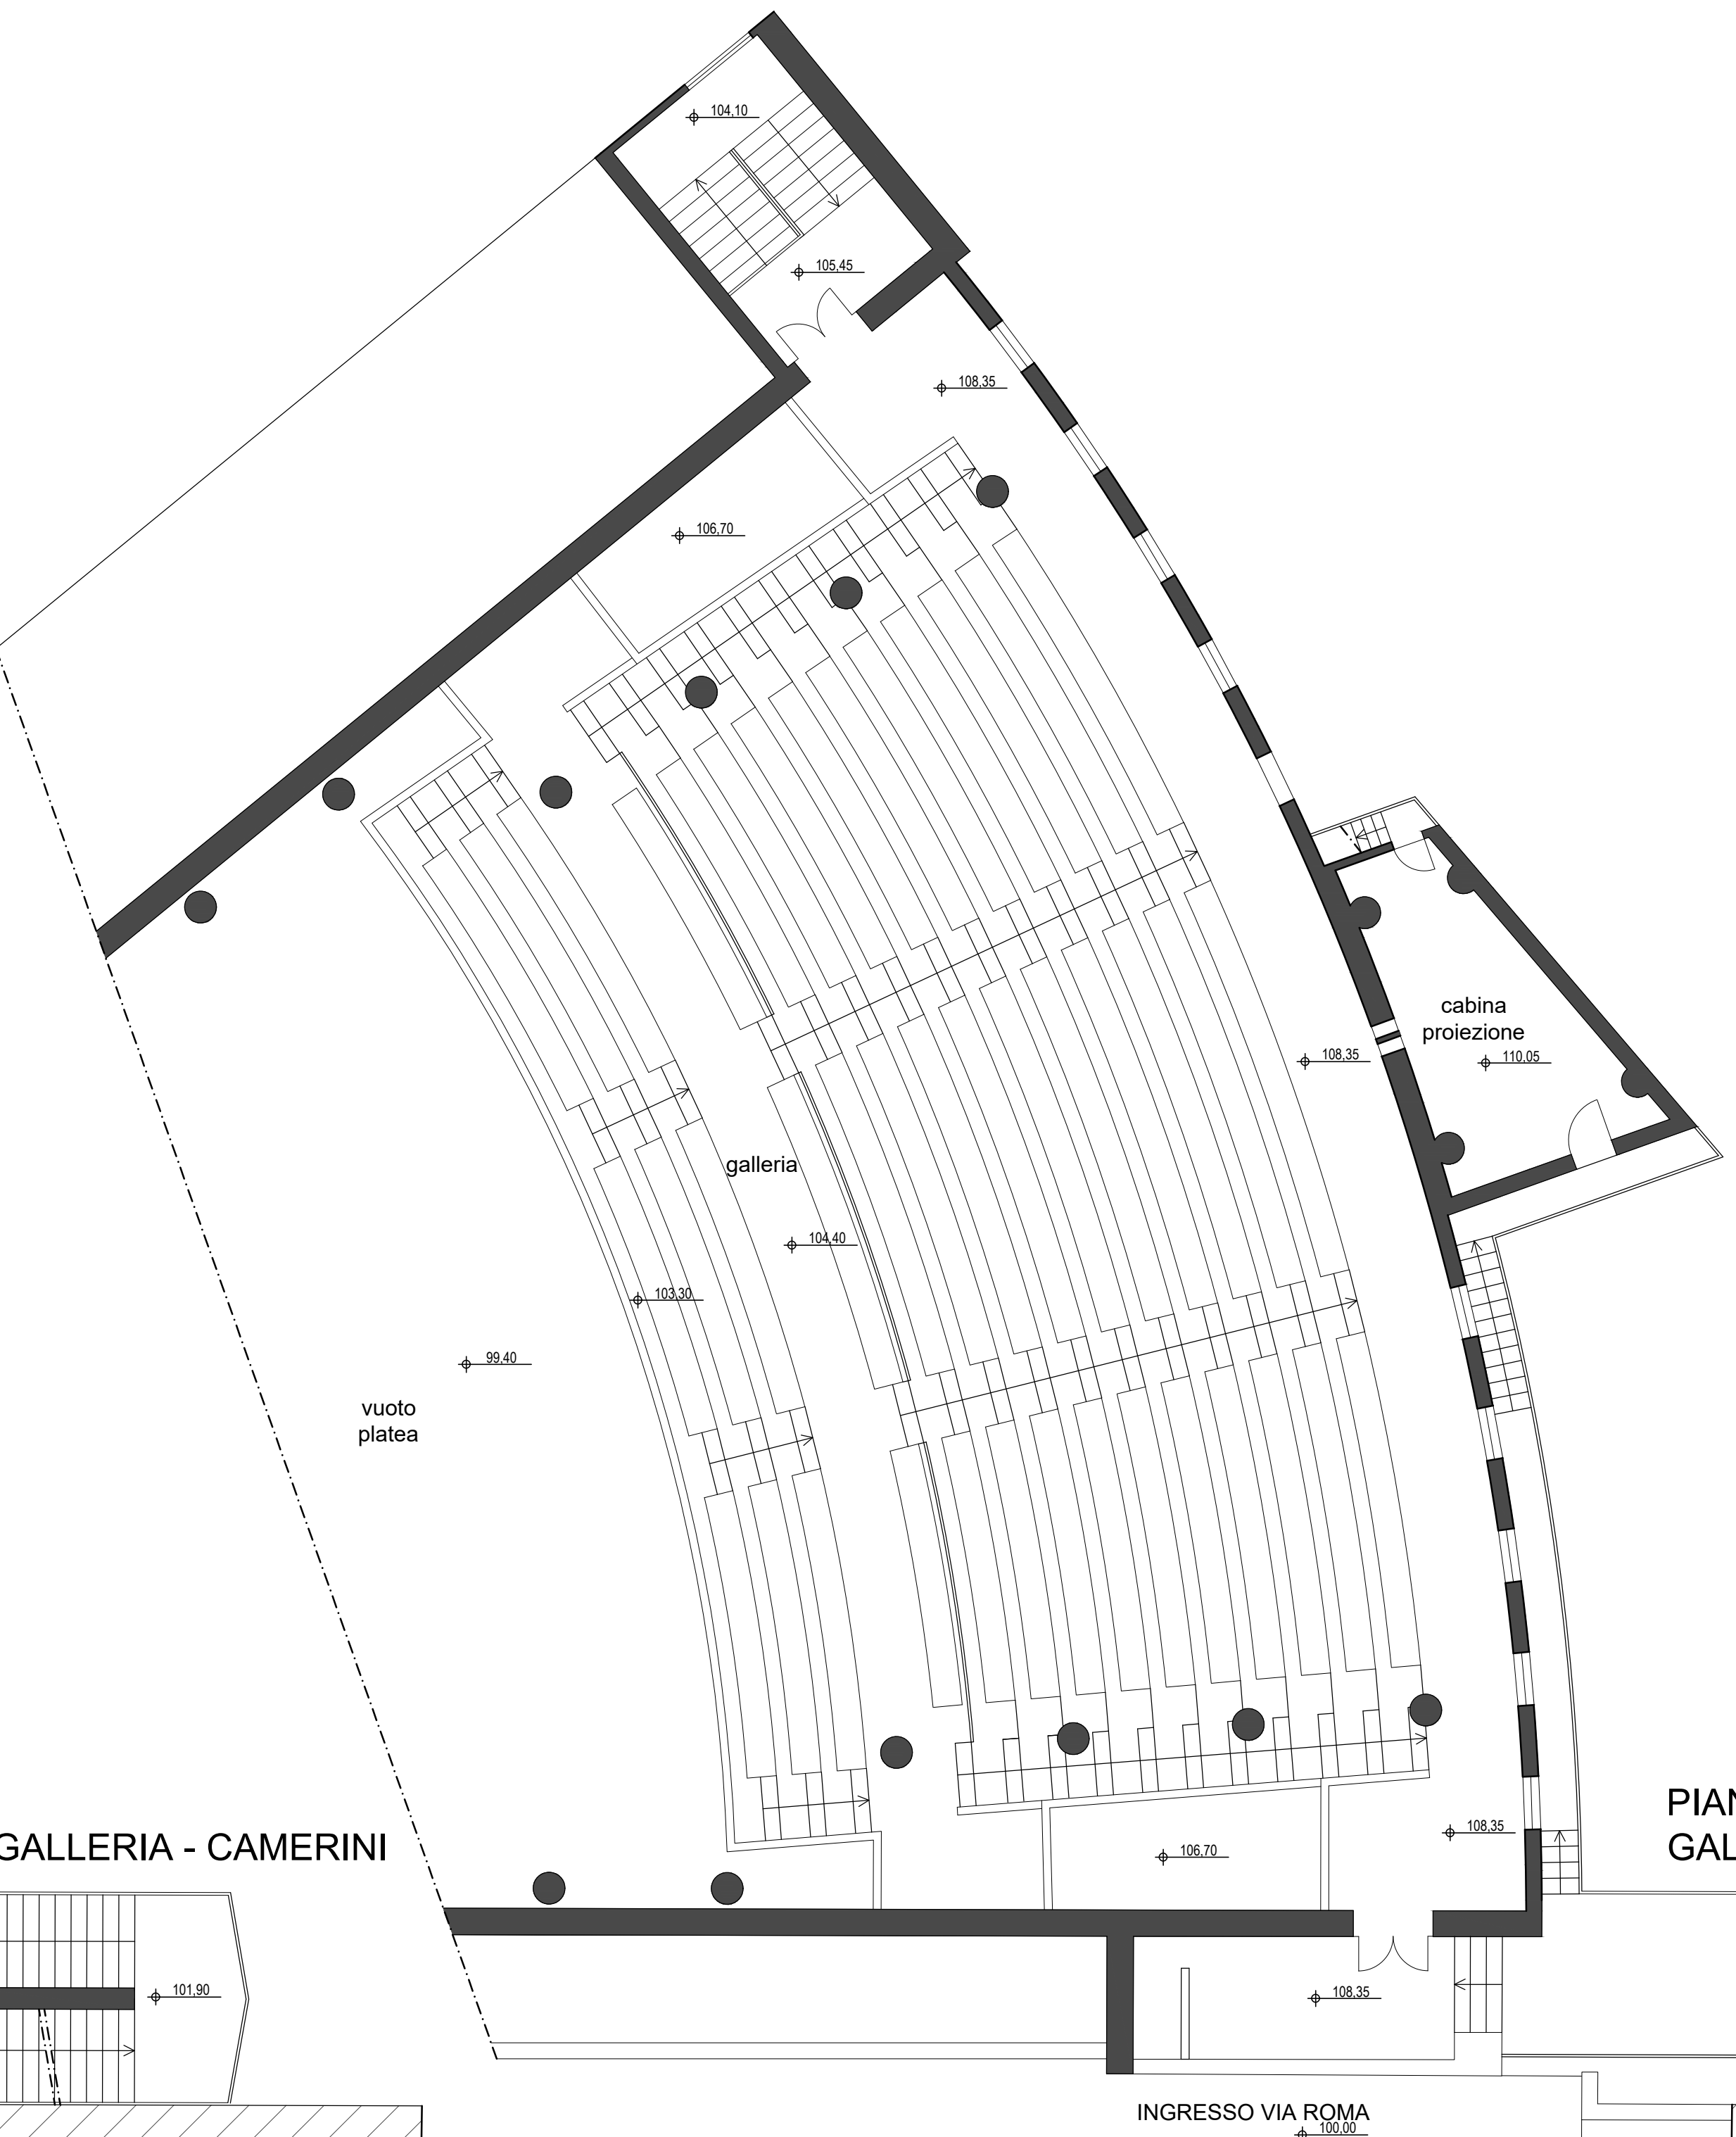 104,10
105,45
108,35
106,70
cabina
proiezione
108,35
110,05
galleria
104,40
103,30
99,40
vuoto
platea
PIAN
GALLERIA - CAMERINI
GAL
108,35
106,70
101,90
108,35
INGRESSO VIA ROMA
100,00